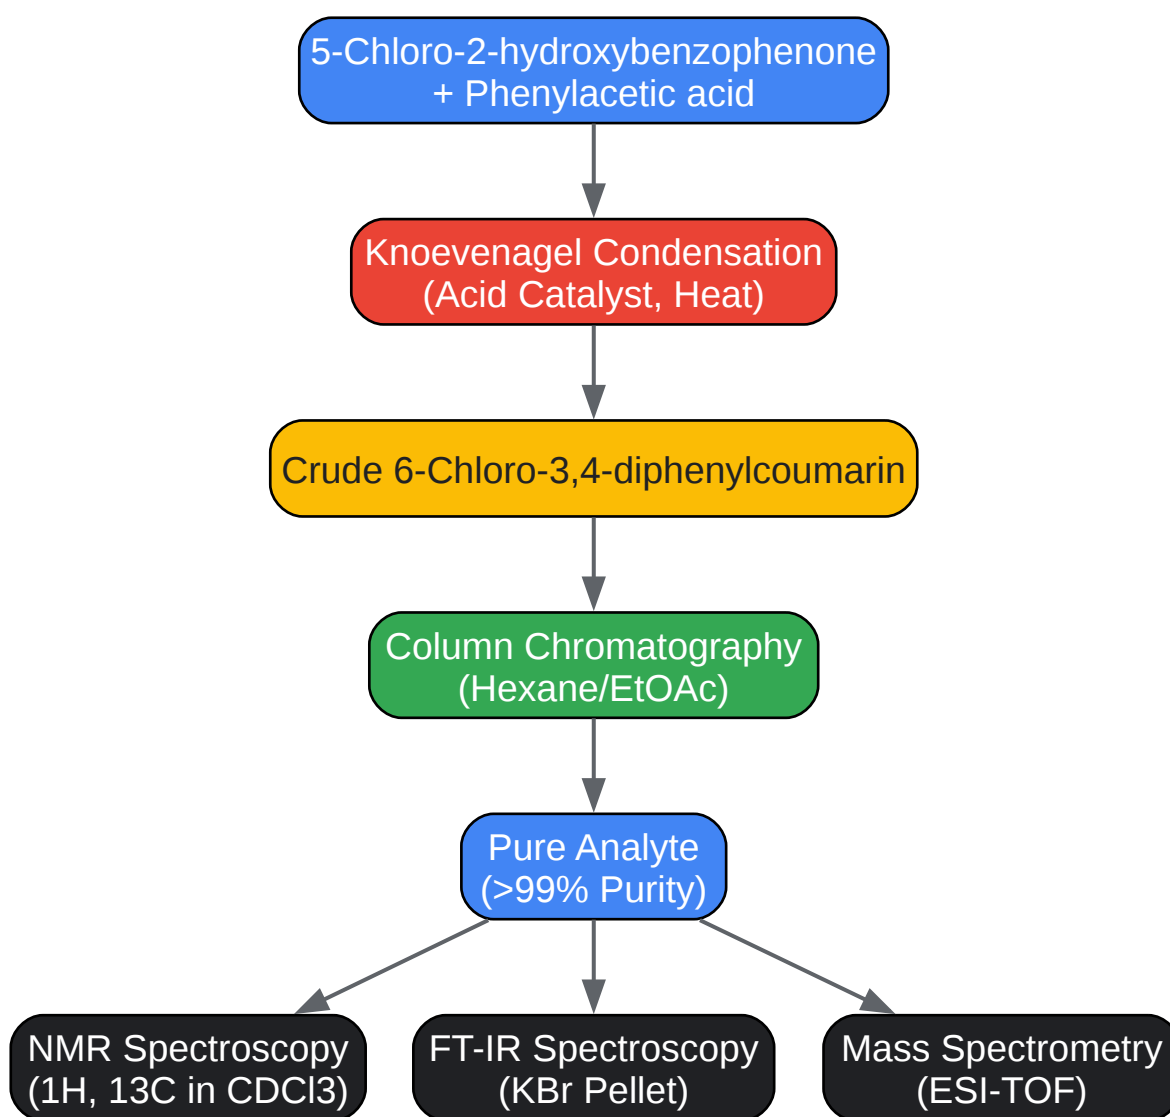 5-Chloro-2-hydroxybenzophenone
+ Phenylacetic acid
Knoevenagel Condensation
(Acid Catalyst, Heat)
Crude 6-Chloro-3,4-diphenylcoumarin
Column Chromatography
(Hexane/EtOAc)
Pure Analyte
(>99% Purity)
NMR Spectroscopy
(1H, 13C in CDCl3)
FT-IR Spectroscopy
(KBr Pellet)
Mass Spectrometry
(ESI-TOF)